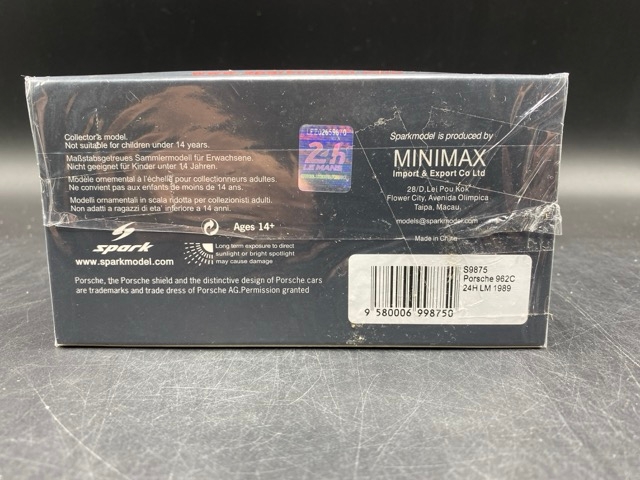 Collector's model.
Not suitable for children under 14 years.
Maßstabsgetreues Sammlermodell für Erwachsene.
Nicht geeignet für Kinder unter 14 Jahren.
Modèle ornemental à l'échelle pour collectionneurs adultes.
Ne convient pas aux enfants de moins de 14 ans.
Modelli ornamentali in scala ridotta per collezionisti adulti.
Non adatti a ragazzi di eta' inferiore a 14 anni.
24h
LE MANS
Sparkmodel is produced by
MINIMAX
Import & Export Co Ltd
28/D, Lei Pou Kok
Flower City, Avenida Olimpica
Taipa, Macau.
models@sparkmodel.com
Made in China
spark
www.sparkmodel.com
Ages 14+
Long term exposure to direct
sunlight or bright spotlight
may cause damage
Porsche, the Porsche shield and the distinctive design of Porsche cars
are trademarks and trade dress of Porsche AG.Permission granted
S9875
Porsche 962C
24H LM 1989
9 580006 998750